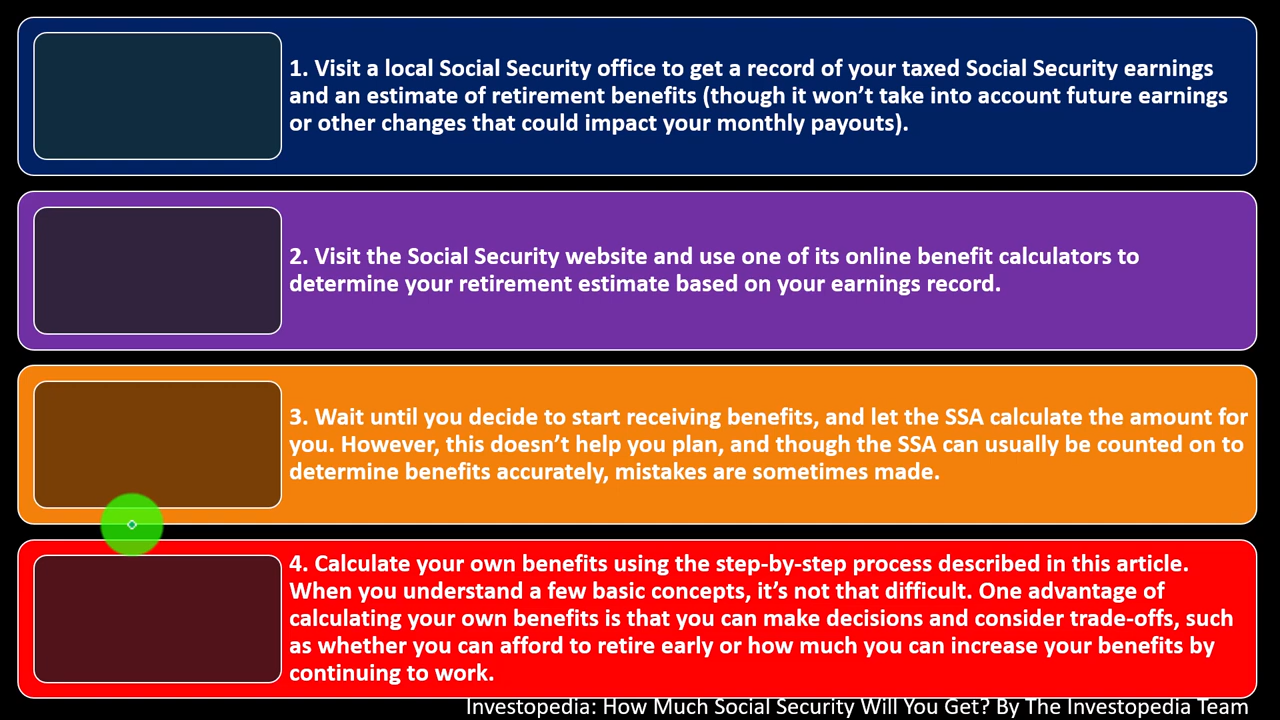 1. Visit a local Social Security office to get a record of your taxed Social Security earnings
and an estimate of retirement benefits (though it won’t take into account future earnings
or other changes that could impact your monthly payouts).
2. Visit the Social Security website and use one of its online benefit calculators to
determine your retirement estimate based on your earnings record.
3. Wait until you decide to start receiving benefits, and let the SSA calculate the amount for
you. However, this doesn’t help you plan, and though the SSA can usually be counted on to
determine benefits accurately, mistakes are sometimes made.
4. Calculate your own benefits using the step-by-step process described in this article.
When you understand a few basic concepts, it’s not that difficult. One advantage of
calculating your own benefits is that you can make decisions and consider trade-offs, such
as whether you can afford to retire early or how much you can increase your benefits by
continuing to work.
Investopedia: How Much Social Security Will You Get? By The Investopedia Team